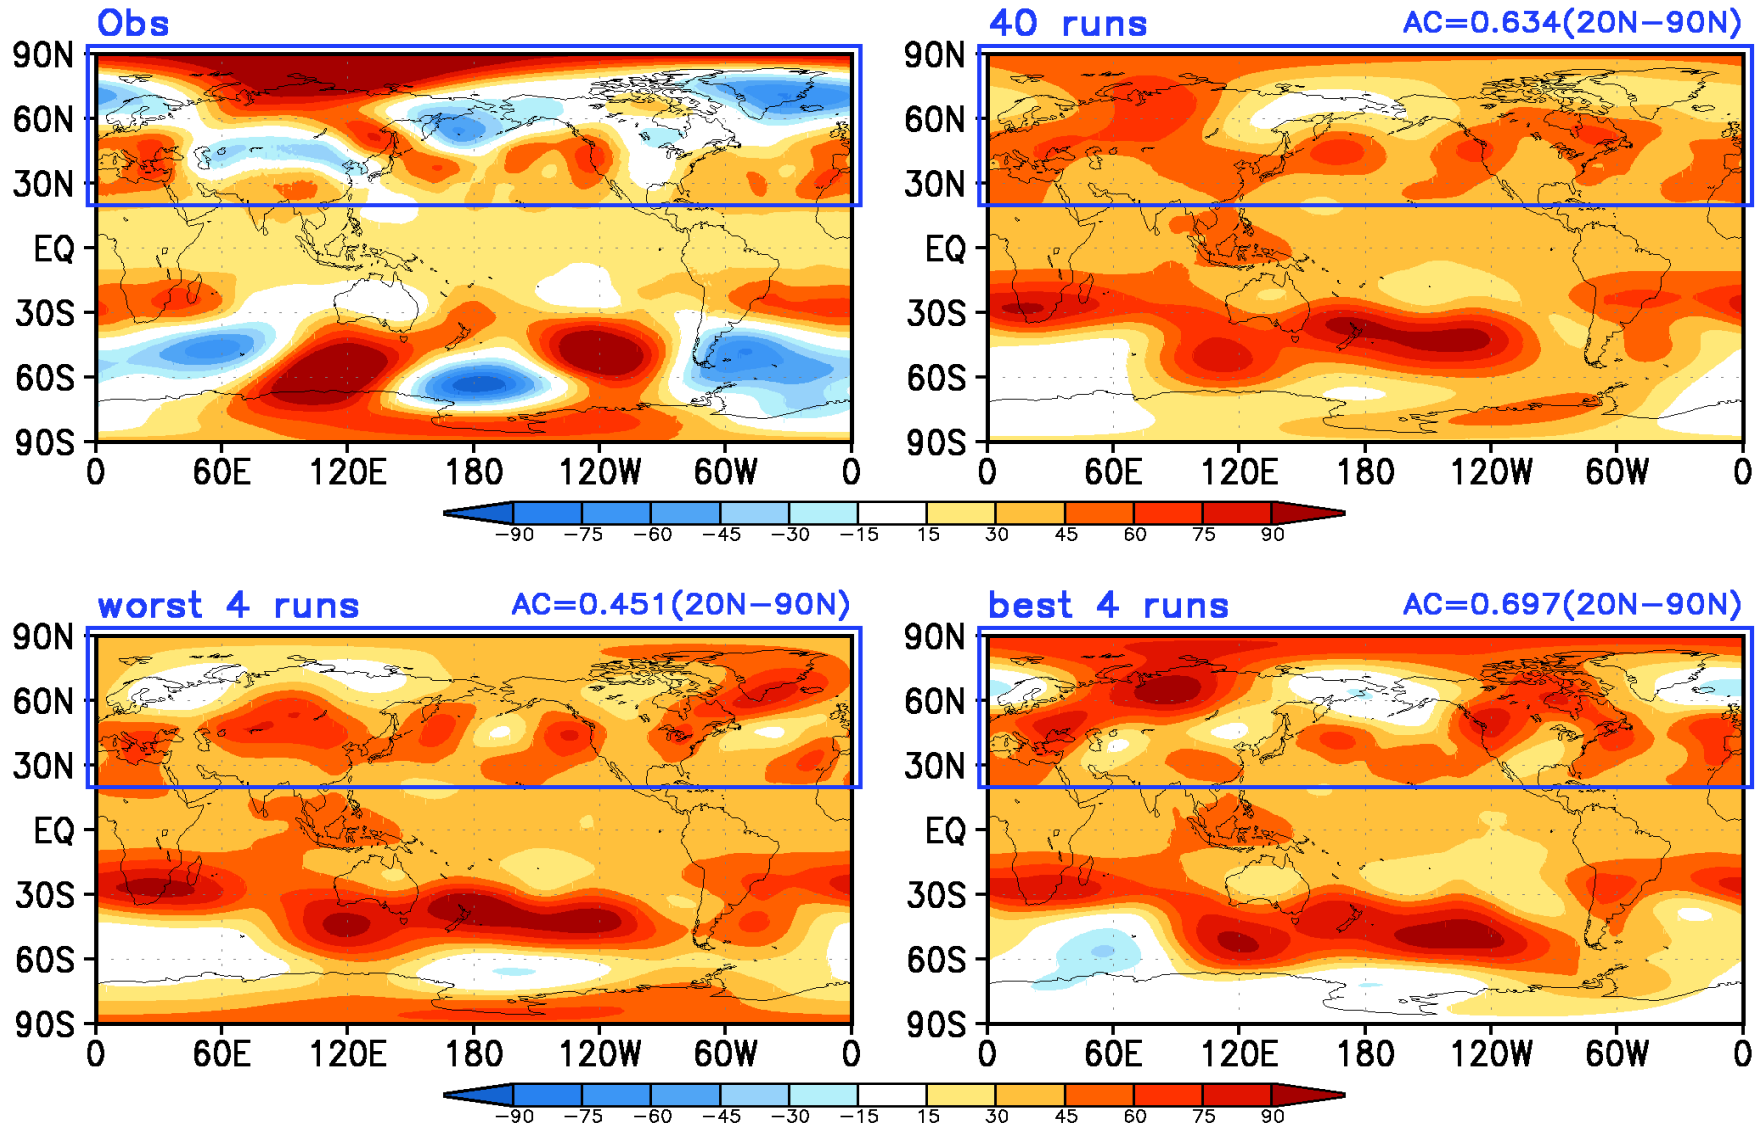 Obs
40 runs AC=0.634(20N−90N)
90N 90N
60N 60N
30N 30N
EQ EQ
30S 30S
60S 60S
90S 90S
0 60E 120E 180 120W 60W 0 0 60E 120E 180 120W 60W 0
−90 −75 −60 −45 −30 −15 15 30 45 60 75 90
worst 4 runs AC=0.451(20N−90N) best 4 runs AC=0.697(20N−90N)
90N 90N
60N 60N
30N 30N
EQ EQ
30S 30S
60S 60S
90S 90S
0 60E 120E 180 120W 60W 0 0 60E 120E 180 120W 60W 0
−90 −75 −60 −45 −30 −15 15 30 45 60 75 90